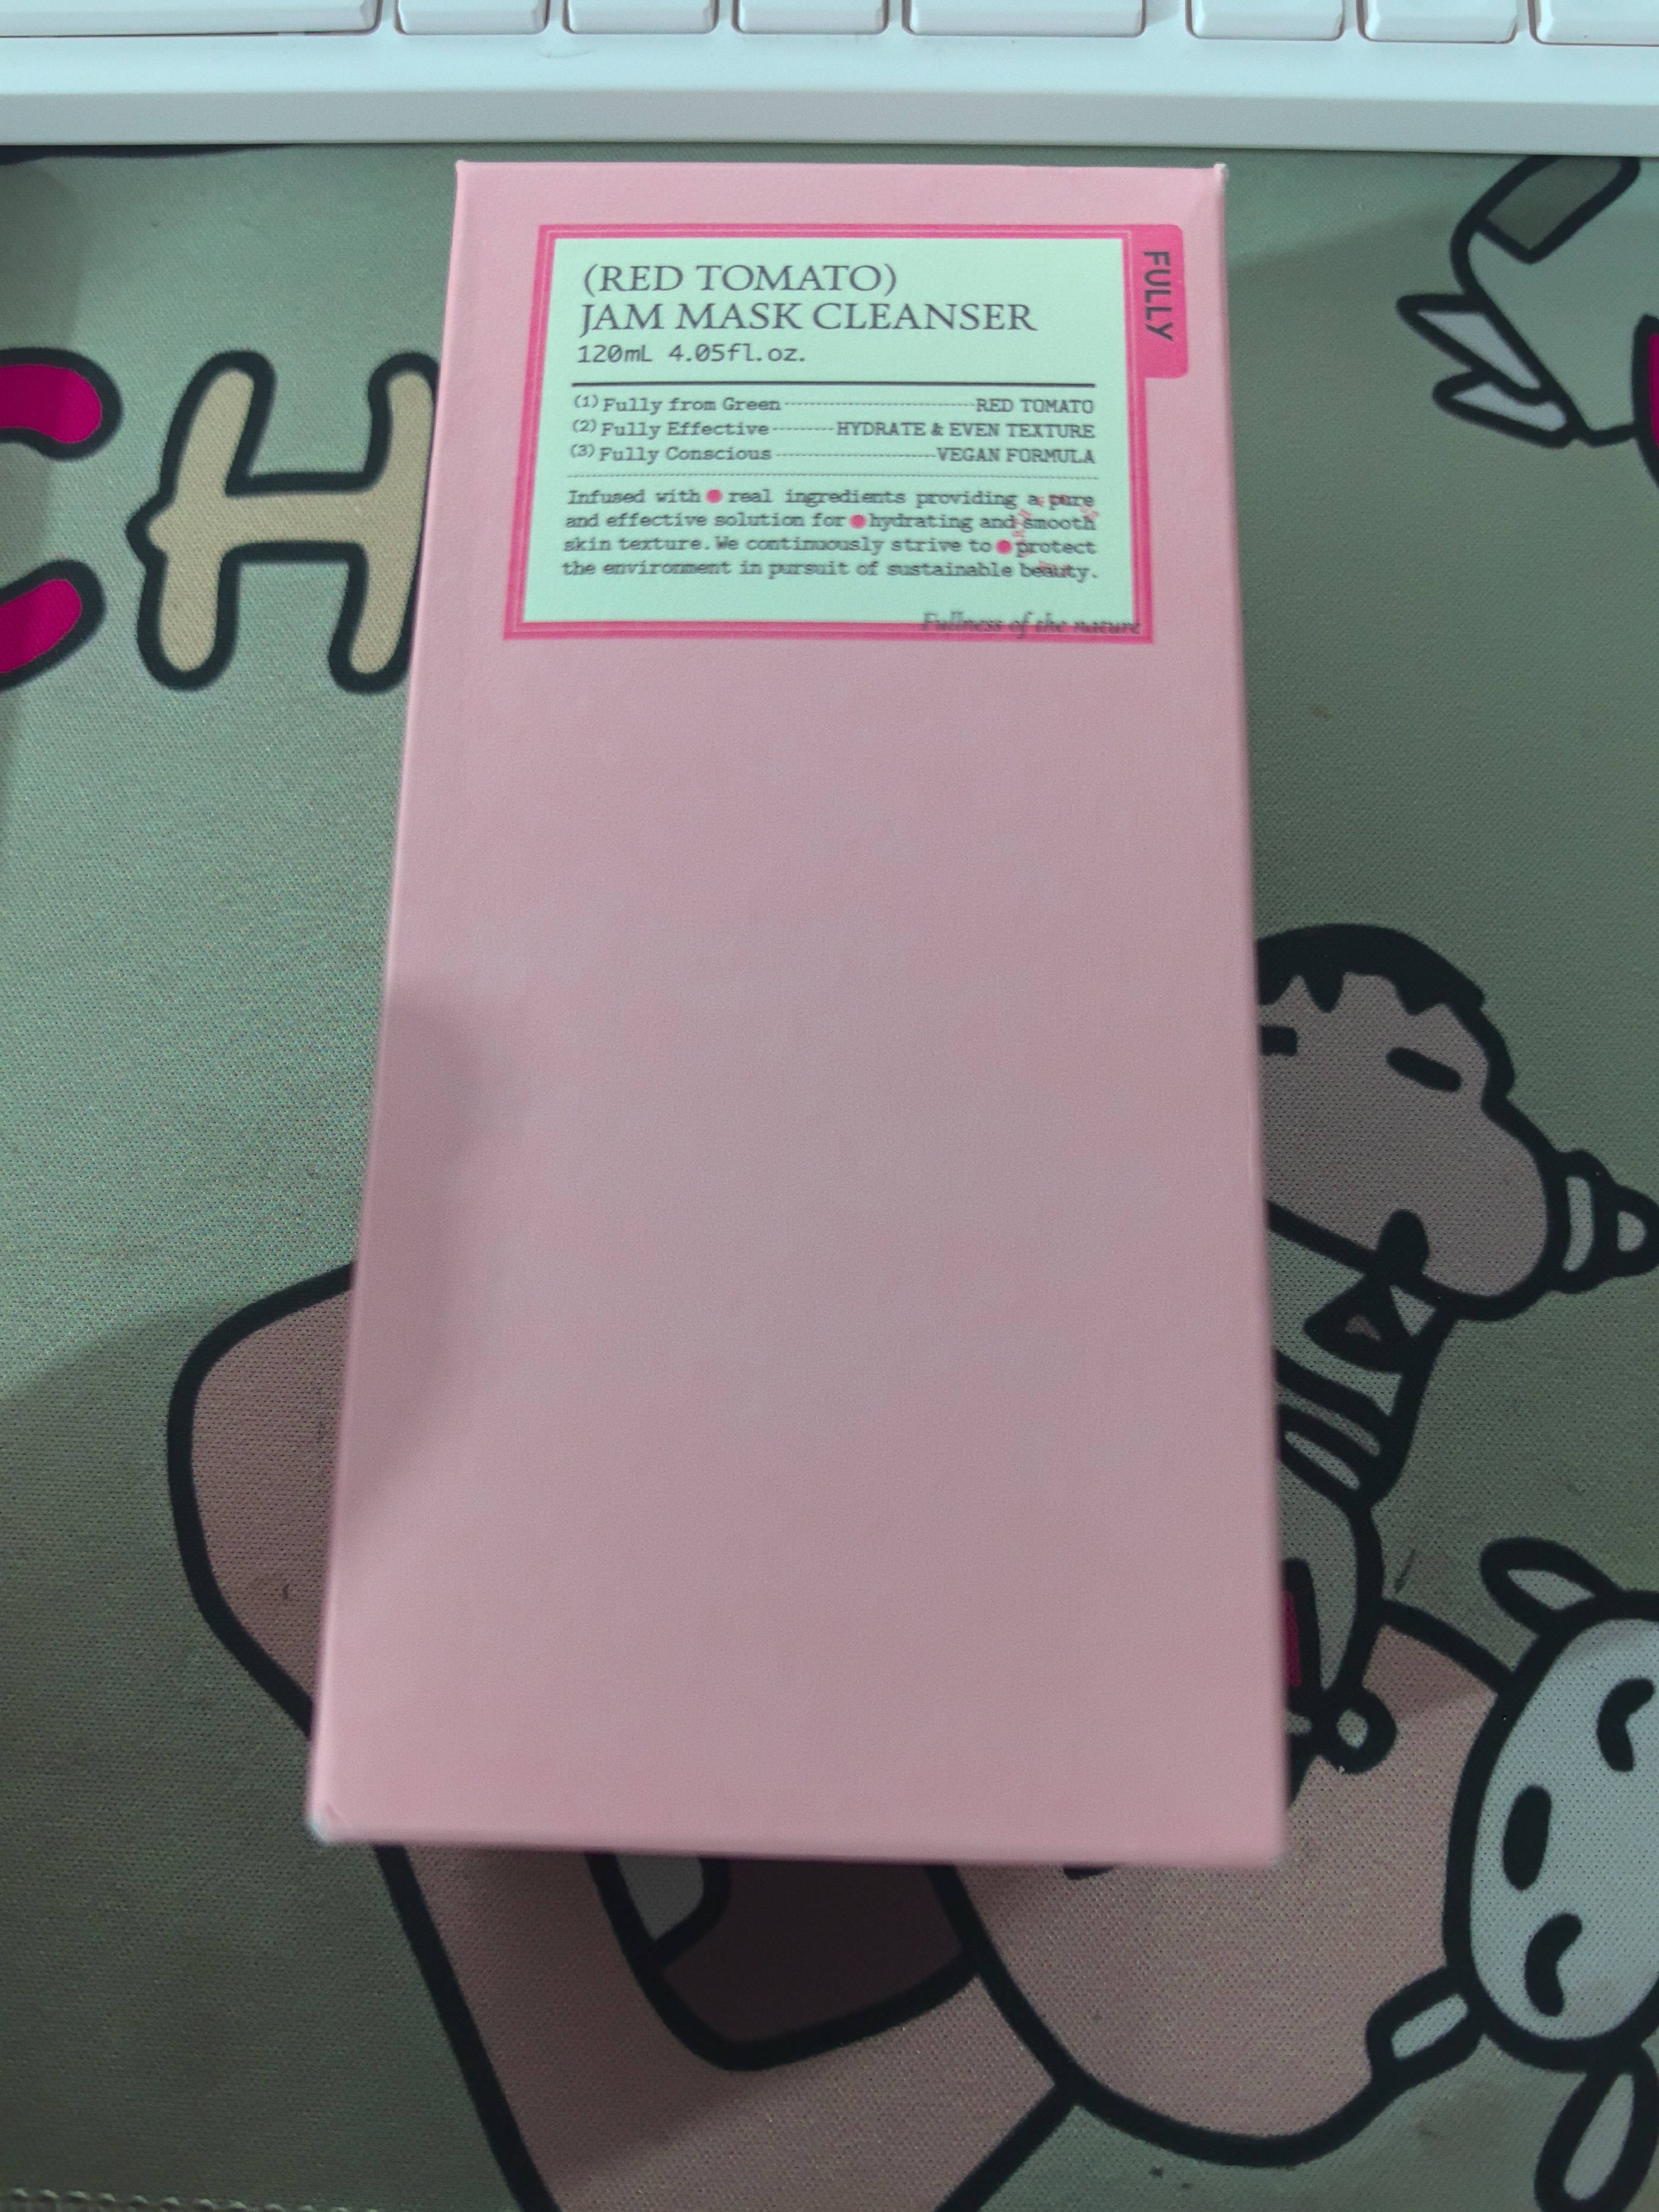 (RED TOMATO)
JAM MASK CLEANSER
120mL 4.05fl.oz.
FULLY
(1) Fully from Green RED TOMATO
(2) Fully Effective HYDRATE & EVEN TEXTURE
(3) Fully Conscious VEGAN FORMULA
Infused with real ingredients providing a pure
and effective solution for hydrating and smooth
skin texture. We continuously strive to protect
the environment in pursuit of sustainable beauty.
Fullness of the nature
CH